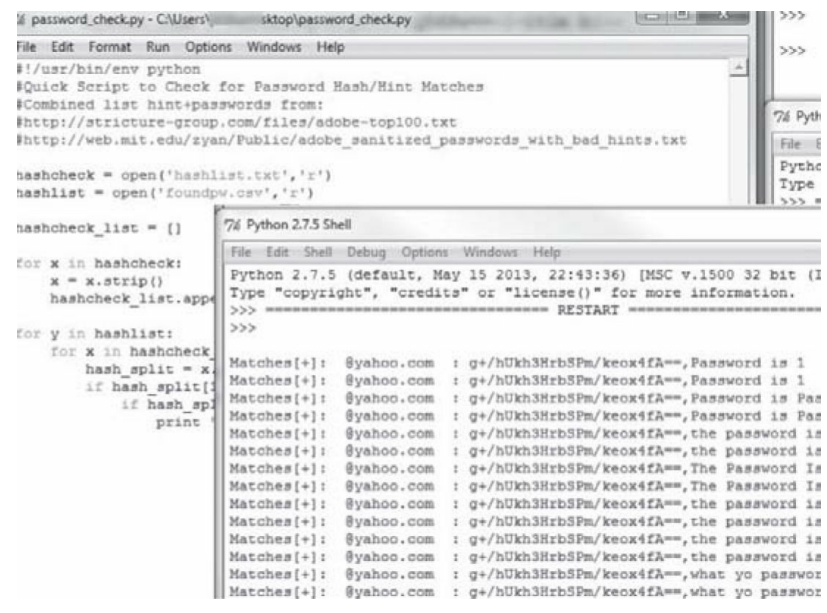 password_check.py - C:\Users\ sktop\password_check.py
File Edit Format Run Options Windows Help
#!/usr/bin/env python
#Quick Script to Check for Password Hash/Hint Matches
#Combined list hint+passwords from:
#http://stricture-group.com/files/adobe-top100.txt
#http://web.mit.edu/zyan/Public/adobe_sanitized_passwords_with_bad_hints.txt
hashcheck = open('hashlist.txt','r')
hashlist = open('foundpw.csv','r')
hashcheck_list = []
for x in hashcheck:
x = x.strip()
hashcheck_list.appe
for y in hashlist:
for x in hashcheck_
hash_split = x.
if hash_split[
if hash_spl
print
>>>
>>>
76 Pyth
File E
Pytho
Type
>>> =
76 Python 2.7.5 Shell
File Edit Shell Debug Options Windows Help
Python 2.7.5 (default, May 15 2013, 22:43:36) [MSC v.1500 32 bit (I
Type "copyright", "credits" or "license()" for more information.
>>> ================================ RESTART ================
>>>
Matches[+]: @yahoo.com : g+/hUkh3HrbSPm/keox4fA==,Password is 1
Matches[+]: @yahoo.com : g+/hUkh3HrbSPm/keox4fA==,Password is 1
Matches[+]: @yahoo.com : g+/hUkh3HrbSPm/keox4fA==,Password is Pas
Matches[+]: @yahoo.com : g+/hUkh3HrbSPm/keox4fA==,Password is Pas
Matches[+]: @yahoo.com : g+/hUkh3HrbSPm/keox4fA==,the password is
Matches[+]: @yahoo.com : g+/hUkh3HrbSPm/keox4fA==,the password is
Matches[+]: @yahoo.com : g+/hUkh3HrbSPm/keox4fA==,The Password Is
Matches[+]: @yahoo.com : g+/hUkh3HrbSPm/keox4fA==,The Password Is
Matches[+]: @yahoo.com : g+/hUkh3HrbSPm/keox4fA==,the password is
Matches[+]: @yahoo.com : g+/hUkh3HrbSPm/keox4fA==,the password is
Matches[+]: @yahoo.com : g+/hUkh3HrbSPm/keox4fA==,the password is
Matches[+]: @yahoo.com : g+/hUkh3HrbSPm/keox4fA==,the password is
Matches[+]: @yahoo.com : g+/hUkh3HrbSPm/keox4fA==,what yo passwor
Matches[+]: @yahoo.com : g+/hUkh3HrbSPm/keox4fA==,what yo passwor